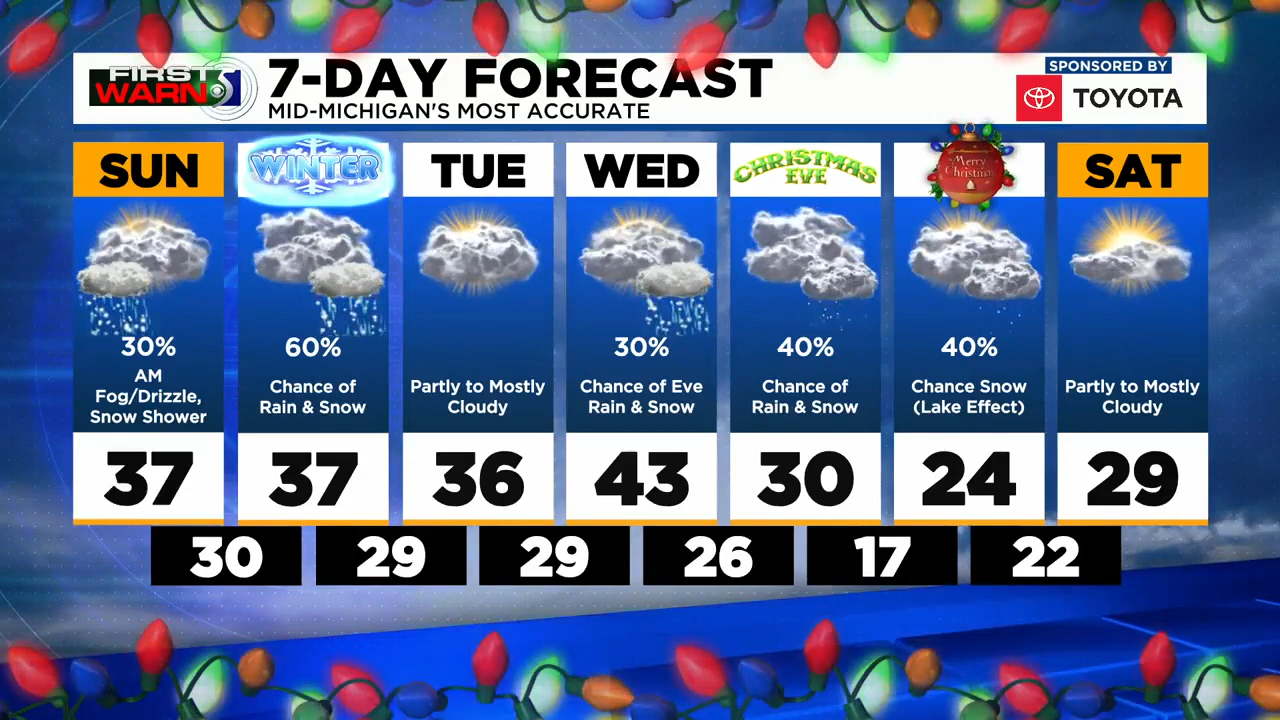 FIRST
WARN 3
7-DAY FORECAST
MID-MICHIGAN'S MOST ACCURATE
SPONSORED BY
TOYOTA
SUN
WINTER
TUE
WED
CHRISTMAS
EVE
Merry
Christmas
SAT
30%
AM
Fog/Drizzle,
Snow Shower
60%
Chance of
Rain & Snow
Partly to Mostly
Cloudy
30%
Chance of Eve
Rain & Snow
40%
Chance of
Rain & Snow
40%
Chance Snow
(Lake Effect)
Partly to Mostly
Cloudy
37 37 36 43 30 24 29
30 29 29 26 17 22